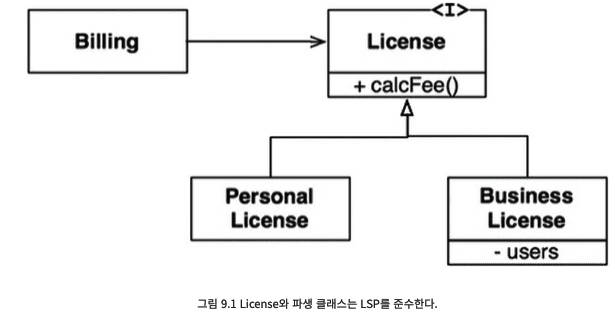 <I>
Billing
License
+ calcFee()
Personal
License
Business
License
- users
그림 9.1 License와 파생 클래스는 LSP를 준수한다.